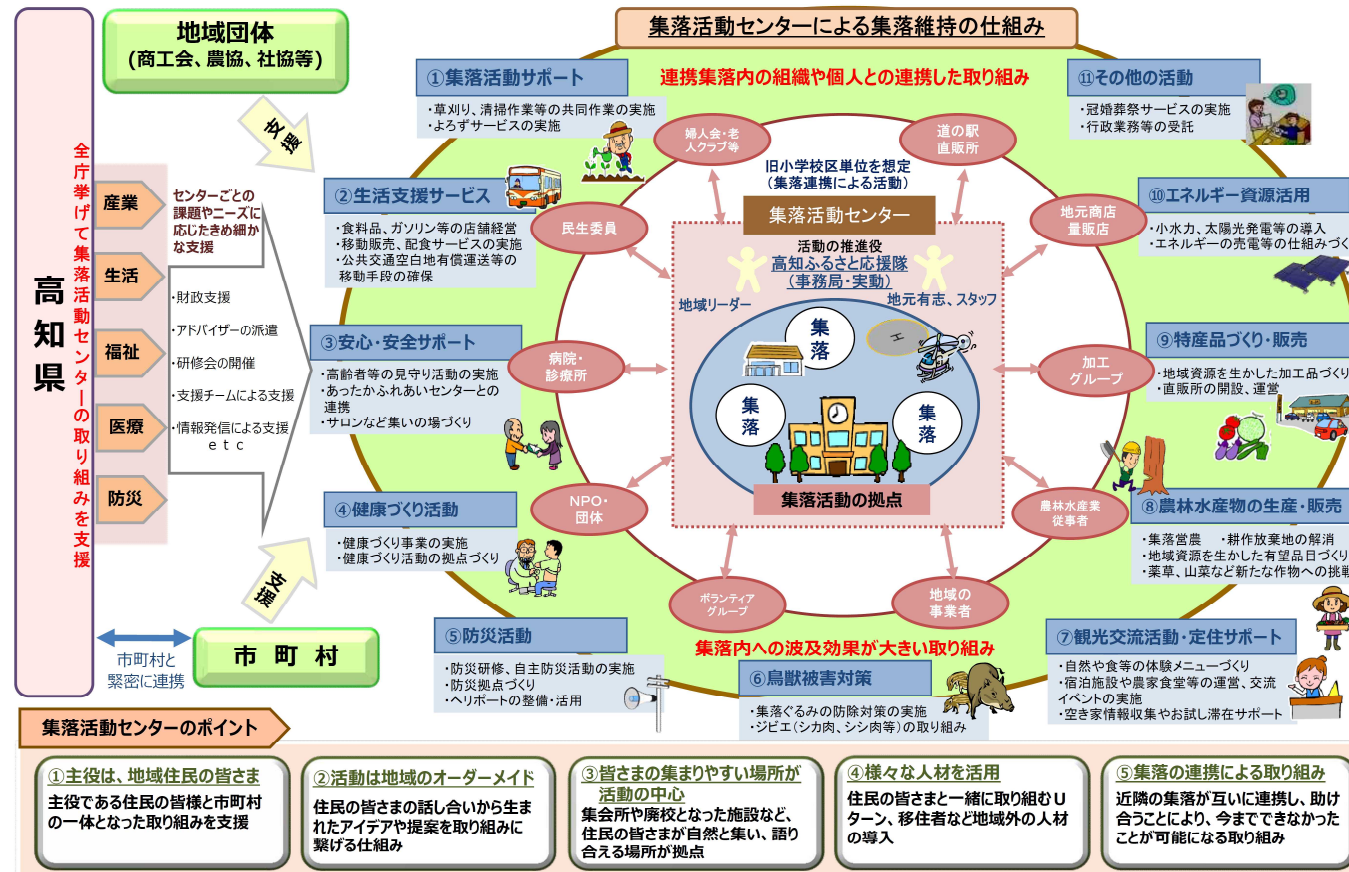 集落活動センターによる集落維持の仕組み
地域団体
(商工会、農協、社協等)
支援
高知県
全庁挙げて集落活動センターの取り組みを支援
産業
生活
福祉
医療
防災
センターごとの
課題やニーズに
応じたきめ細か
な支援
・財政支援
・アドバイザーの派遣
・研修会の開催
・支援チームによる支援
・情報発信による支援
ｅｔｃ
支援
市町村
市町村と
緊密に連携
連携集落内の組織や個人との連携した取り組み
①集落活動サポート
・草刈り、清掃作業等の共同作業の実施
・よろずサービスの実施
②生活支援サービス
・食料品、ガソリン等の店舗経営
・移動販売、配食サービスの実施
・公共交通空白地有償運送等の
移動手段の確保
③安心・安全サポート
・高齢者等の見守り活動の実施
・あったかふれあいセンターとの
連携
・サロンなど集いの場づくり
④健康づくり活動
・健康づくり事業の実施
・健康づくり活動の拠点づくり
⑤防災活動
・防災研修、自主防災活動の実施
・防災拠点づくり
・ヘリポートの整備・活用
⑥鳥獣被害対策
・集落ぐるみの防除対策の実施
・ジビエ(シカ肉、シシ肉等)の取り組み
⑦観光交流活動・定住サポート
・自然や食等の体験メニューづくり
・宿泊施設や農家食堂等の運営、交流
イベントの実施
・空き家情報収集やお試し滞在サポート
⑧農林水産物の生産・販売
・集落営農　・耕作放棄地の解消
・地域資源を生かした有望品目づくり
・薬草、山菜など新たな作物への挑戦
⑨特産品づくり・販売
・地域資源を生かした加工品づくり
・直販所の開設、運営
⑩エネルギー資源活用
・小水力、太陽光発電等の導入
・エネルギーの売電等の仕組みづく
⑪その他の活動
・冠婚葬祭サービスの実施
・行政業務等の受託
婦人会・老
人クラブ等
道の駅
直販所
民生委員
地元商店
量販店
病院・
診療所
加工
グループ
NPO・
団体
農林水産業
従事者
ボランティア
グループ
地域の
事業者
旧小学校区単位を想定
(集落連携による活動)
集落活動センター
活動の推進役
高知ふるさと応援隊
(事務局・実動)
地域リーダー
地元有志、スタッフ
集落
H
集落
集落
集落活動の拠点
集落内への波及効果が大きい取り組み
集落活動センターのポイント
①主役は、地域住民の皆さま
主役である住民の皆様と市町村
の一体となった取り組みを支援
②活動は地域のオーダーメイド
住民の皆さまの話し合いから生ま
れたアイデアや提案を取り組みに
繋げる仕組み
③皆さまの集まりやすい場所が
活動の中心
集会所や廃校となった施設など、
住民の皆さまが自然と集い、語り
合える場所が拠点
④様々な人材を活用
住民の皆さまと一緒に取り組むＵ
ターン、移住者など地域外の人材
の導入
⑤集落の連携による取り組み
近隣の集落が互いに連携し、助け
合うことにより、今までできなかった
ことが可能になる取り組み